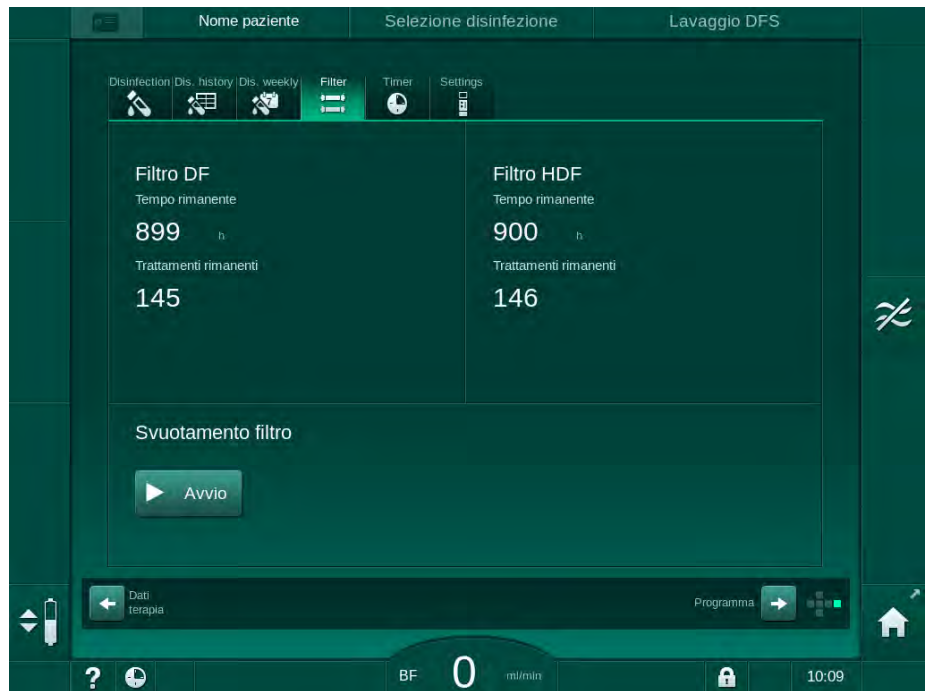 Nome paziente
Selezione disinfezione
Lavaggio DFS
Disinfection
Dis. history
Dis. weekly
Filter
Timer
Settings
7
Filtro DF
Tempo rimanente
899 h
Trattamenti rimanenti
145
Filtro HDF
Tempo rimanente
900 h
Trattamenti rimanenti
146
Svuotamento filtro
Avvio
Dati
terapia
Programma
?
BF 0 ml/min
10:09